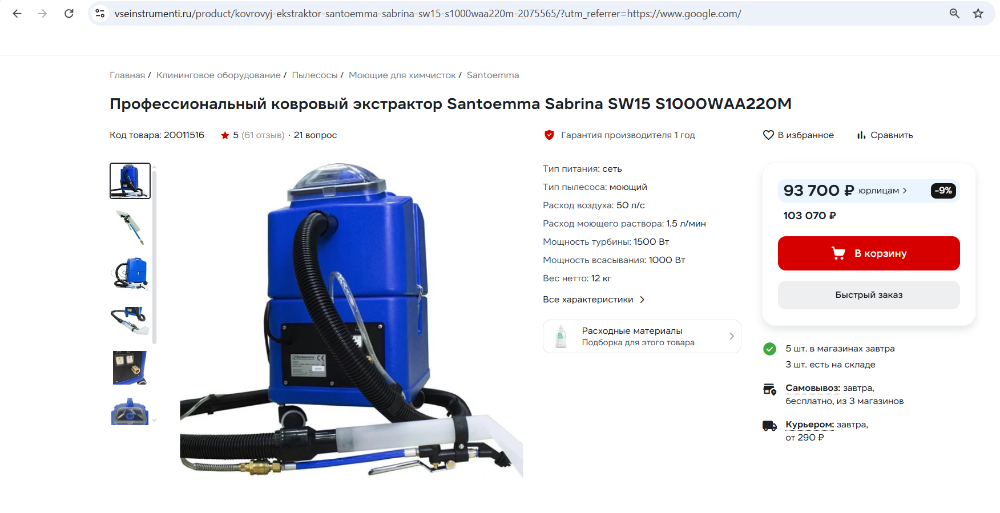 vseinstrumenti.ru/product/kovrovyj-ekstraktor-santoemma-sabrina-sw15-s1000waa220m-2075565/?utm_referrer=https://www.google.com/
Главная / Клининговое оборудование / Пылесосы / Моющие для химчисток / Santoemma
Профессиональный ковровый экстрактор Santoemma Sabrina SW15 S1000WAA220M
Код товара: 20011516 5 (61 отзыв) · 21 вопрос
Гарантия производителя 1 год
В избранное Сравнить
Тип питания: сеть
Тип пылесоса: моющий
Расход воздуха: 50 л/с
Расход моющего раствора: 1.5 л/мин
Мощность турбины: 1500 Вт
Мощность всасывания: 1000 Вт
Вес нетто: 12 кг
Все характеристики
Расходные материалы
Подборка для этого товара
93 700 ₽ юрлицам -9%
103 070 ₽
В корзину
Быстрый заказ
5 шт. в магазинах завтра
3 шт. есть на складе
Самовывоз: завтра,
бесплатно, из 3 магазинов
Курьером: завтра,
от 290 ₽
Santoemma CE